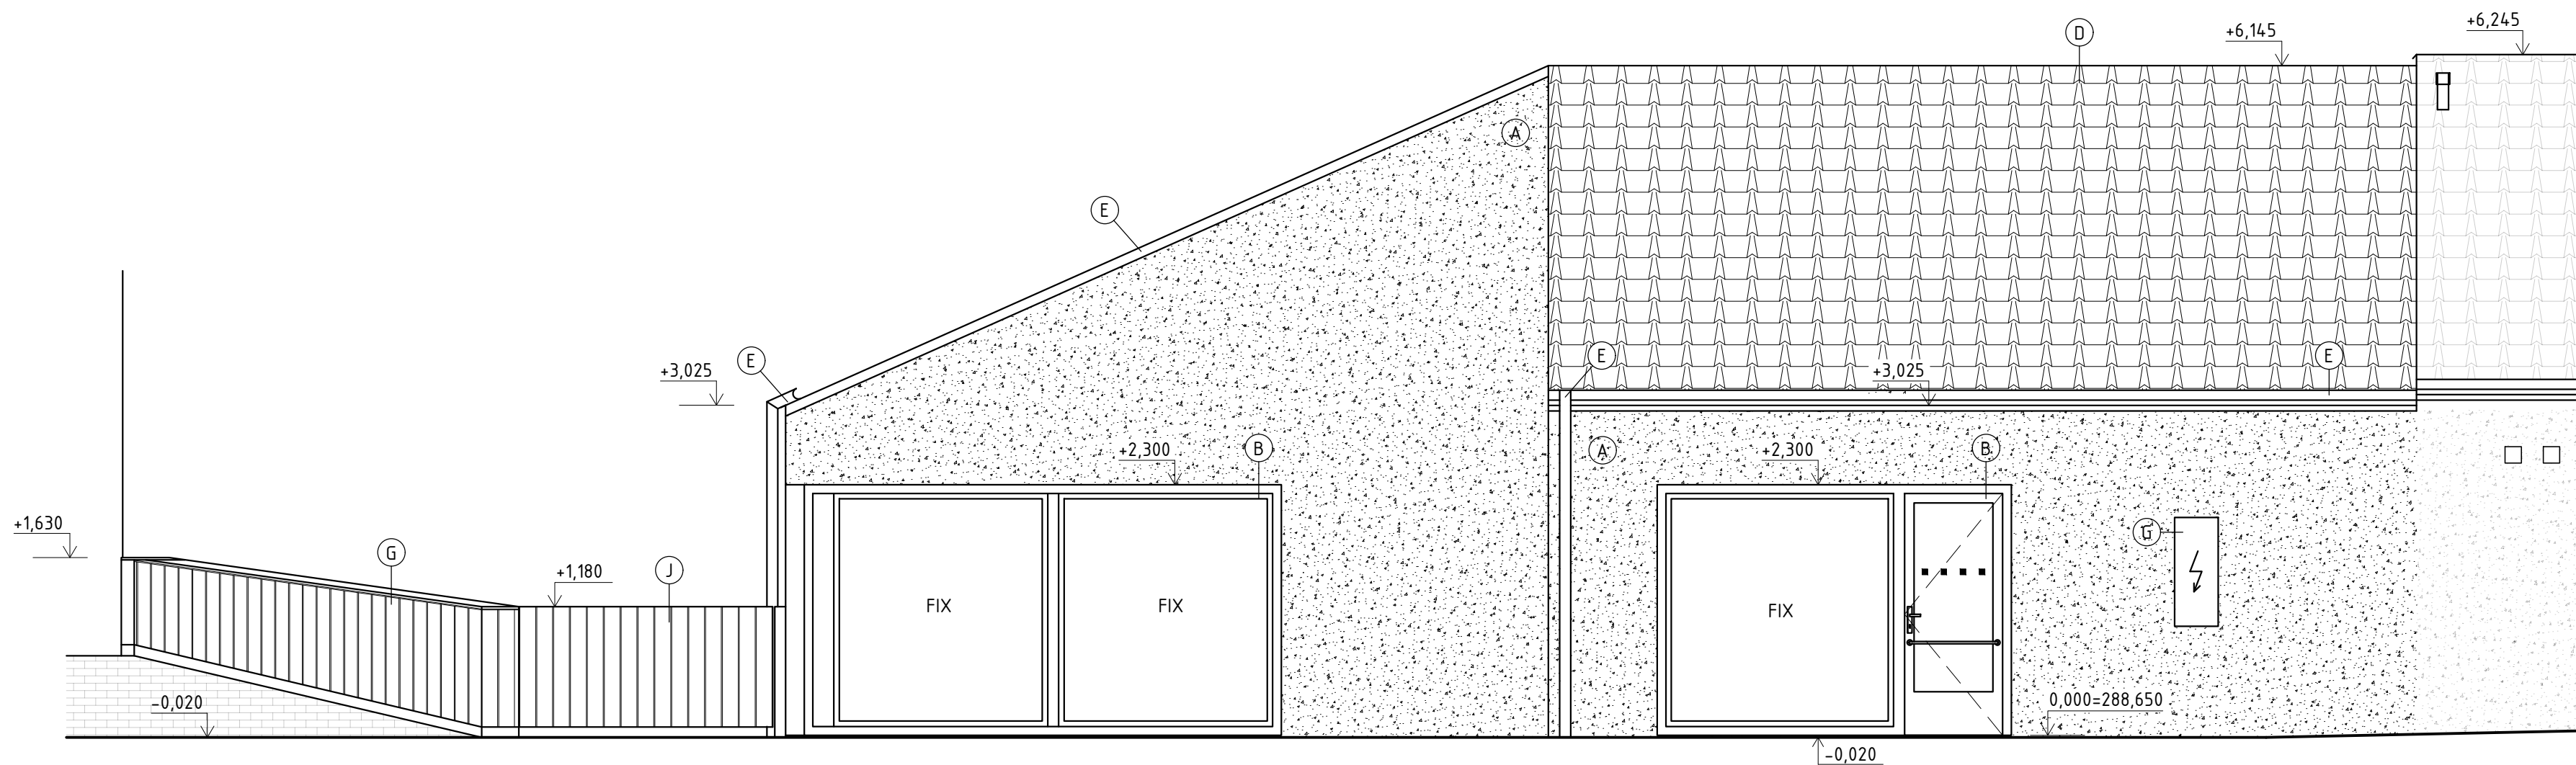 +6,245
D
+6,145
A
E
E
E
+3,025
+3,025
E
A
B
+2,300
+2,300
B
+1,630
G
G
+1,180
J
FIX
FIX
FIX
-0,020
0,000=288,650
-0,020